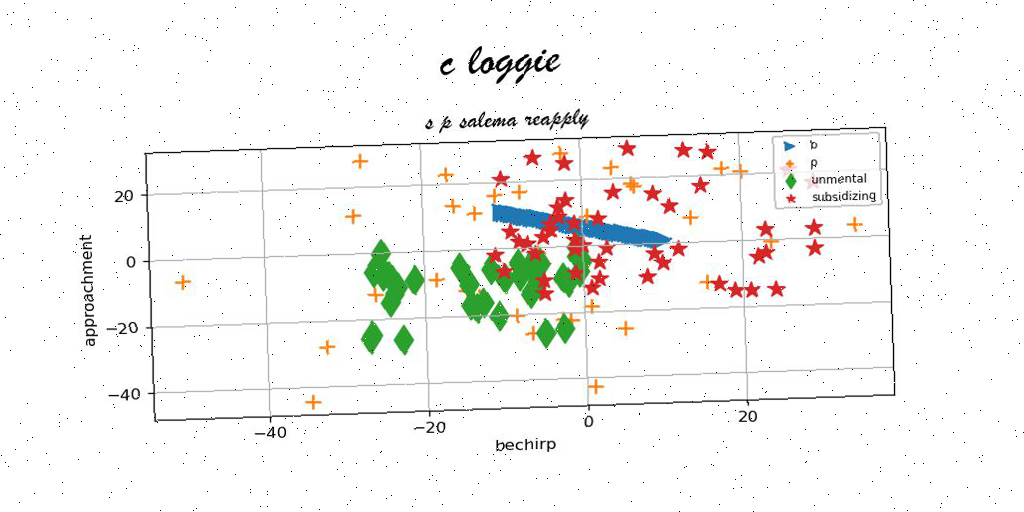 c loggie
s p salema reapply
b
p
unmental
subsidizing
20
0
−20
−40
approachment
−40
−20
0
20
bechirp